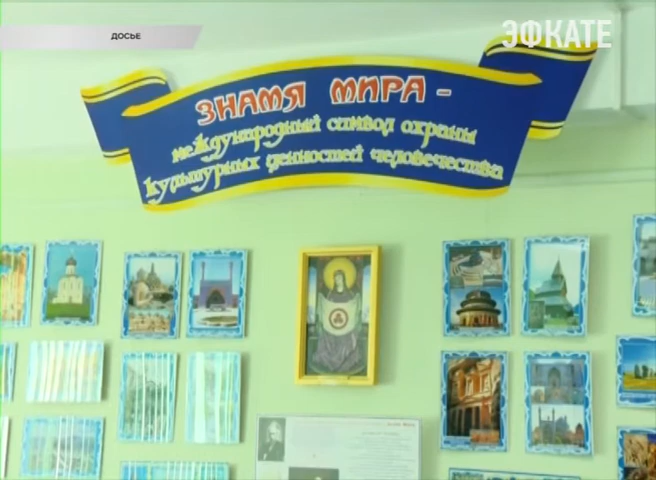 ДОСЬЕ
ЭФКАТЕ
ЗНАМЯ МИРА -
международный символ охраны
культурных ценностей человечества